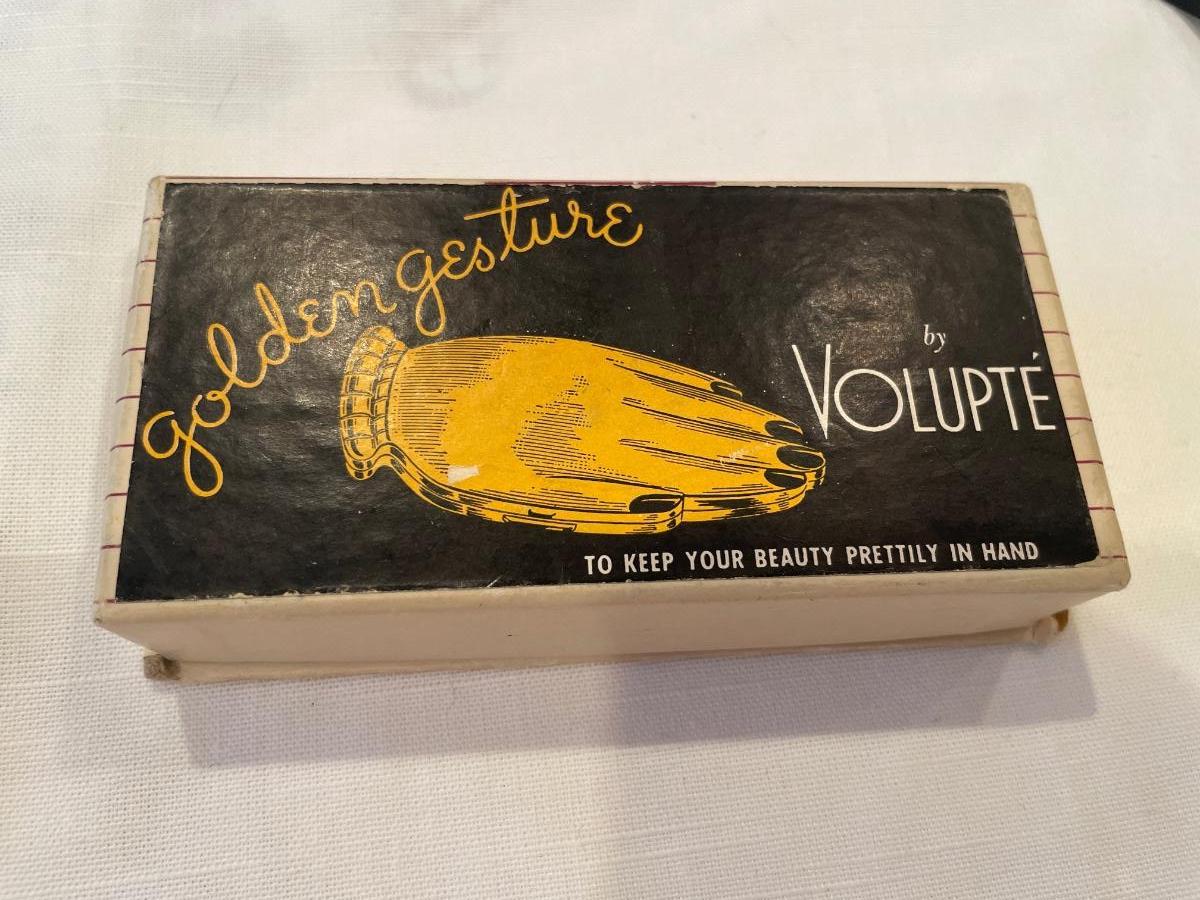 golden gesture
by
VOLUPTÉ
TO KEEP YOUR BEAUTY PRETTILY IN HAND